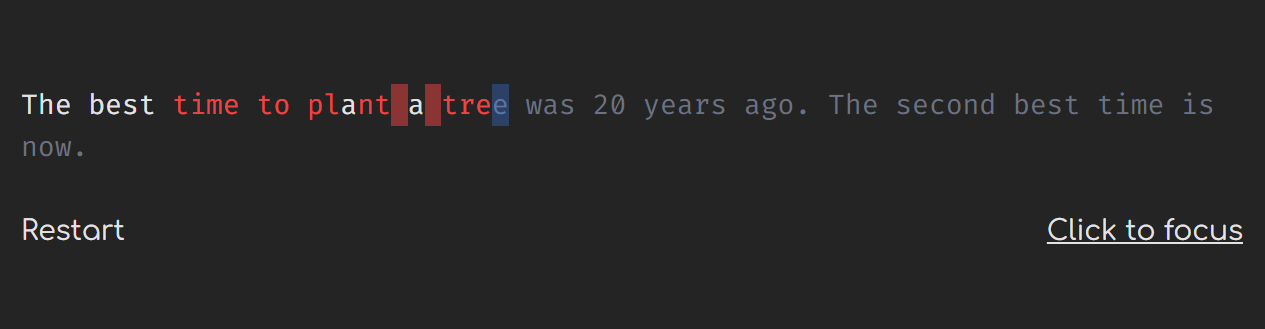 The best time to plant a tree was 20 years ago. The second best time is
now.
Restart
Click to focus